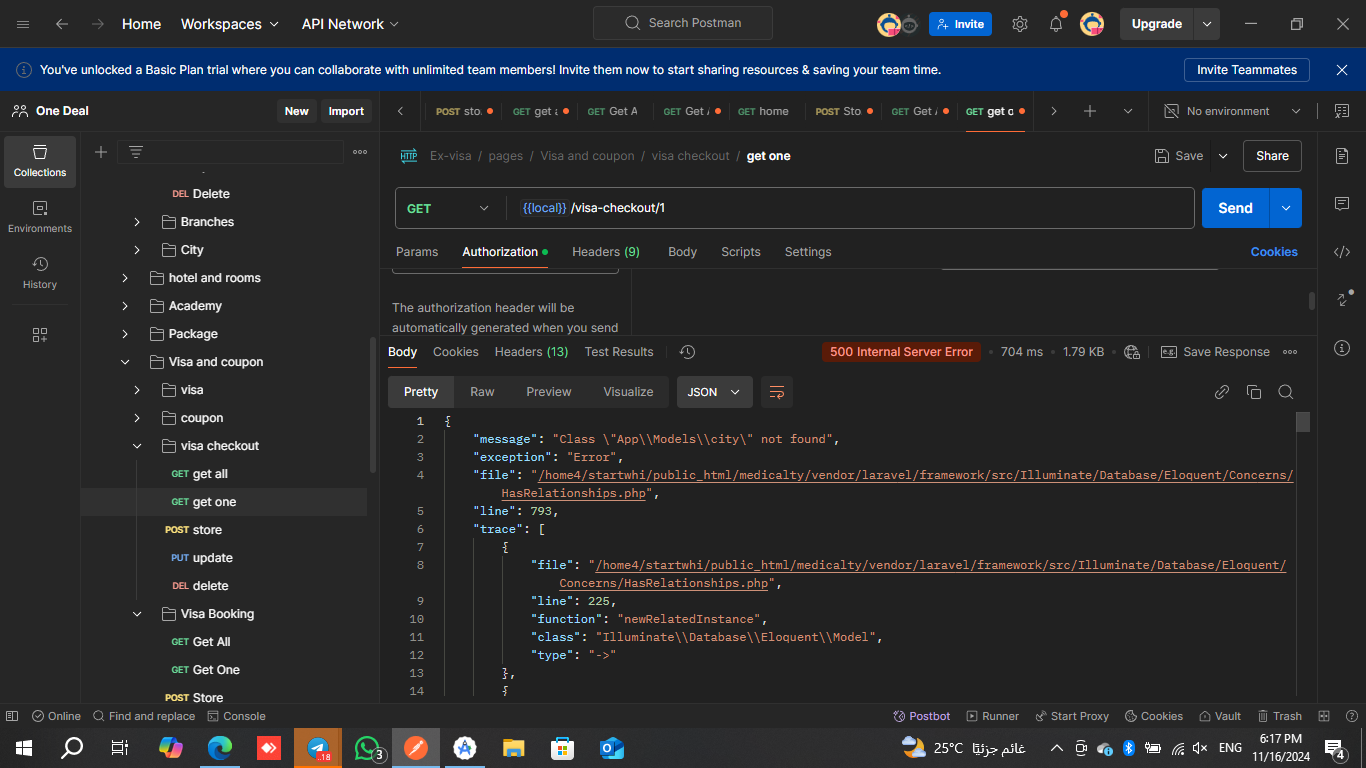 Home Workspaces API Network Search Postman Invite Upgrade
You've unlocked a Basic Plan trial where you can collaborate with unlimited team members! Invite them now to start sharing resources & saving your team time. Invite Teammates
One Deal New Import
POST sto. GET get a GET Get A GET Get GET home POST Sto GET Get GET get o No environment
Collections
Environments
History
DEL Delete
Branches
City
hotel and rooms
Academy
Package
Visa and coupon
visa
coupon
visa checkout
GET get all
GET get one
POST store
PUT update
DEL delete
Visa Booking
GET Get All
GET Get One
POST Store
HTTP Ex-visa / pages / Visa and coupon / visa checkout / get one Save Share
GET {{local}} /visa-checkout/1 Send
Params Authorization Headers (9) Body Scripts Settings Cookies
The authorization header will be
automatically generated when you send
Body Cookies Headers (13) Test Results 500 Internal Server Error 704 ms 1.79 KB e.g. Save Response
Pretty Raw Preview Visualize JSON
1 {
2 "message": "Class \"App\\Models\\city\" not found",
3 "exception": "Error",
4 "file": "/home4/startwhi/public_html/medicalty/vendor/laravel/framework/src/Illuminate/Database/Eloquent/Concerns/
HasRelationships.php",
5 "line": 793,
6 "trace": [
7 {
8 "file": "/home4/startwhi/public_html/medicalty/vendor/laravel/framework/src/Illuminate/Database/Eloquent/
Concerns/HasRelationships.php",
9 "line": 225,
10 "function": "newRelatedInstance",
11 "class": "Illuminate\\Database\\Eloquent\\Model",
12 "type": "->"
13 },
14 {
Online Find and replace Console Postbot Runner Start Proxy Cookies Vault Trash
..18 3 25°C غائم جزئيًا ENG 6:17 PM
11/16/2024 4